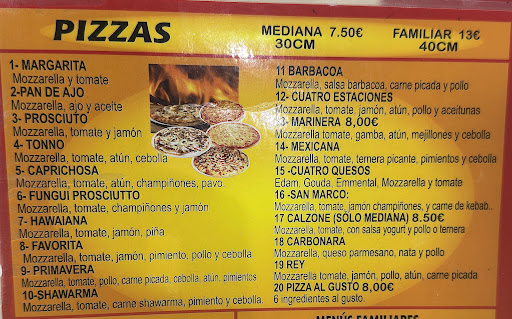 PIZZAS
MEDIANA 7.50€
30CM
FAMILIAR 13€
40CM
1- MARGARITA
Mozzarella y tomate
2-PAN DE AJO
Mozzarella, ajo y aceite
3- PROSCIUTO
Mozzarella, tomate y jamón
4- TONNO
Mozzarella, tomate, atún, cebolla
5- CAPRICHOSA
Mozzarella, tomate, atún, champiñones, pavo.
6- FUNGUI PROSCIUTTO
Mozzarella, tomate, champiñones y jamón
7- HAWAIANA
Mozzarella, tomate, jamón, piña
8- FAVORITA
Mozzarella, tomate, jamón, pimiento, pollo y cebolla
9- PRIMAVERA
Mozzarella, tomate, pollo, carne picada, cebolla, atún, pimientos
10-SHAWARMA
Mozzarella, tomate, carne shawarma, pimiento y cebolla.
11 BARBACOA
Mozzarella, salsa barbacoa, carne picada y pollo
12- CUATRO ESTACIONES
Mozzarella, tomate, jamón, atún, pollo y aceitunas
13- MARINERA 8,00€
Mozzarella tomate, gamba, atún, mejillones y cebolla
14- MEXICANA
Mozzarella, tomate, ternera picante, pimientos y cebolla
15 -CUATRO QUESOS
Edam, Gouda, Emmental, Mozzarella y tomate
16 -SAN MARCO:
Mozzarella, tomate, jamón champiñones, y carne de kebab..
17 CALZONE (SÓLO MEDIANA) 8.50€
Mozzarella, tomate, con salsa yogurt y pollo o ternera
18 CARBONARA
Mozzarella, queso parmesano, nata y pollo
19 REY
Mozzarella tomate, jamón, pollo, atún, carne picada
20 PIZZA AL GUSTO 8,00€
6 ingredientes al gusto
MENÚS FAMILIARES